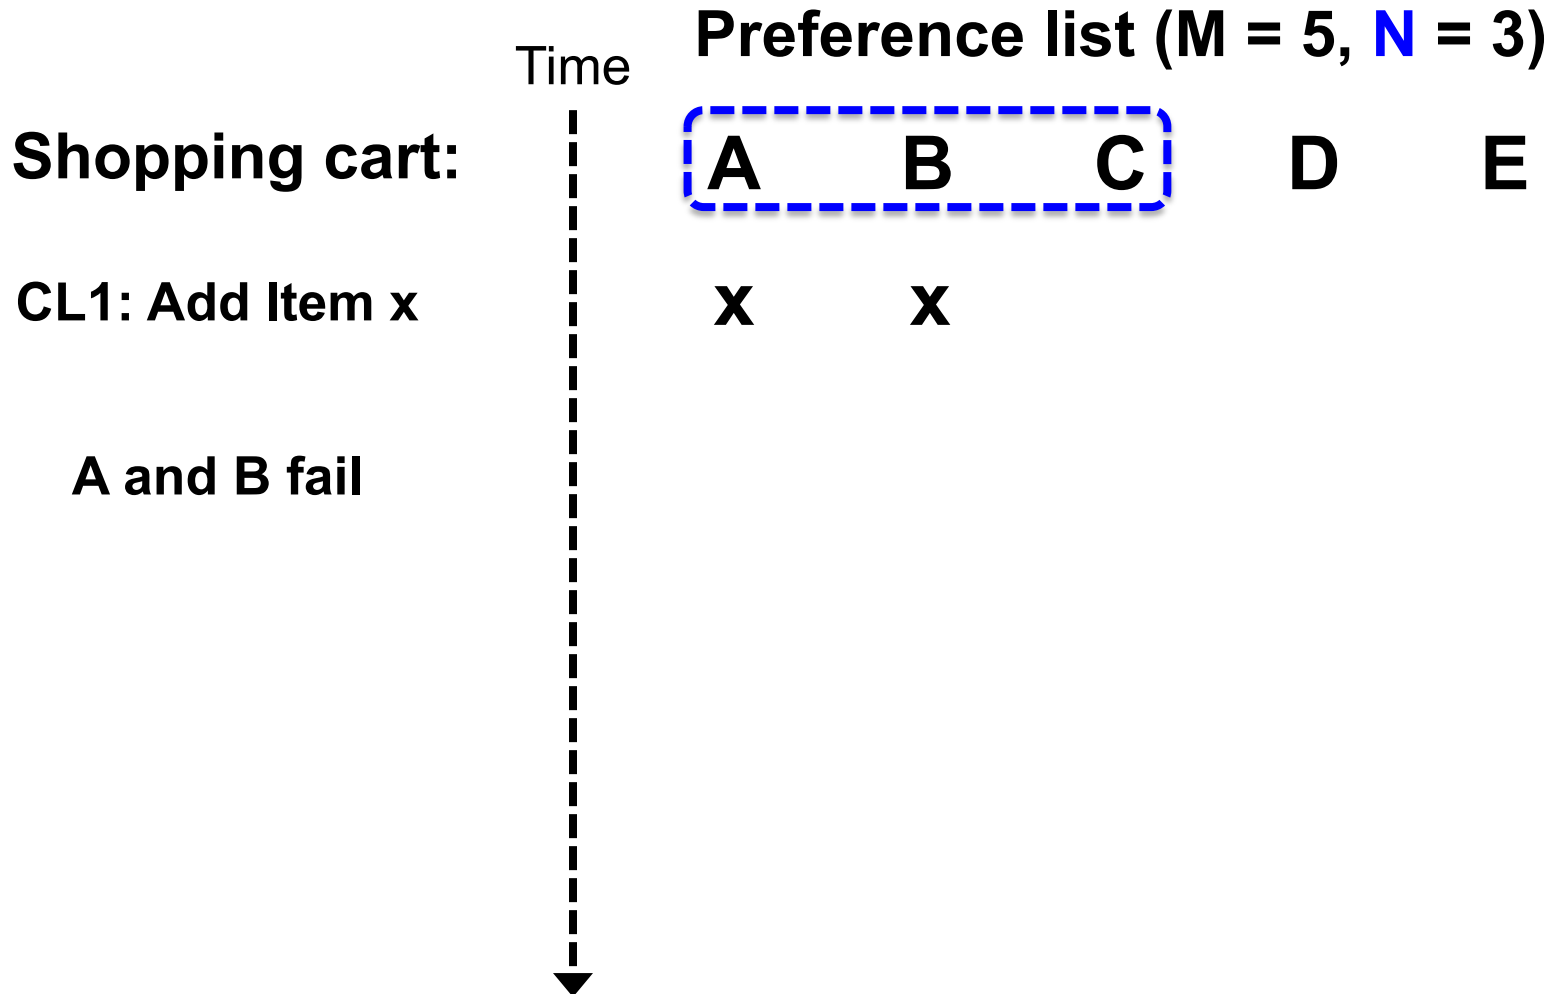 Preference list (M = 5, N = 3)
Time
Shopping cart: A B C D E
CL1: Add Item x x x
A and B fail